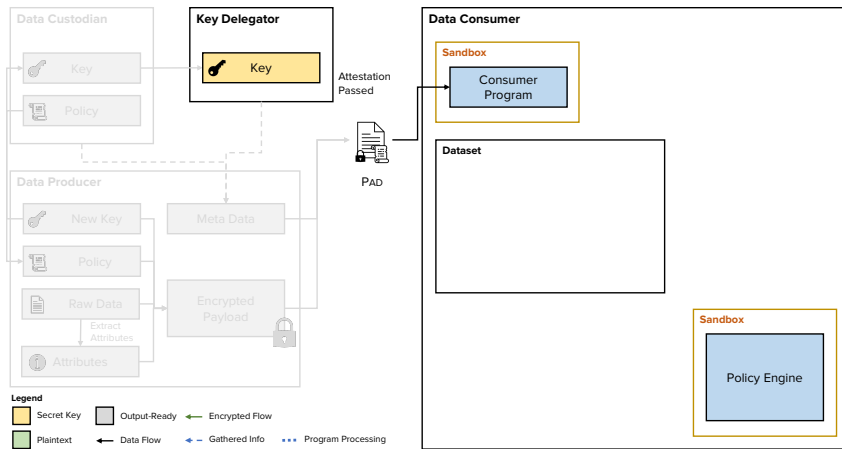 Data Custodian
Key
Policy
Key Delegator
Key
Attestation
Passed
PAD
Data Producer
New Key
Policy
Raw Data
Extract
Attributes
Attributes
Meta Data
Encrypted
Payload
Data Consumer
Sandbox
Consumer
Program
Dataset
Sandbox
Policy Engine
Legend
Secret Key
Output-Ready
Encrypted Flow
Plaintext
Data Flow
Gathered Info
Program Processing